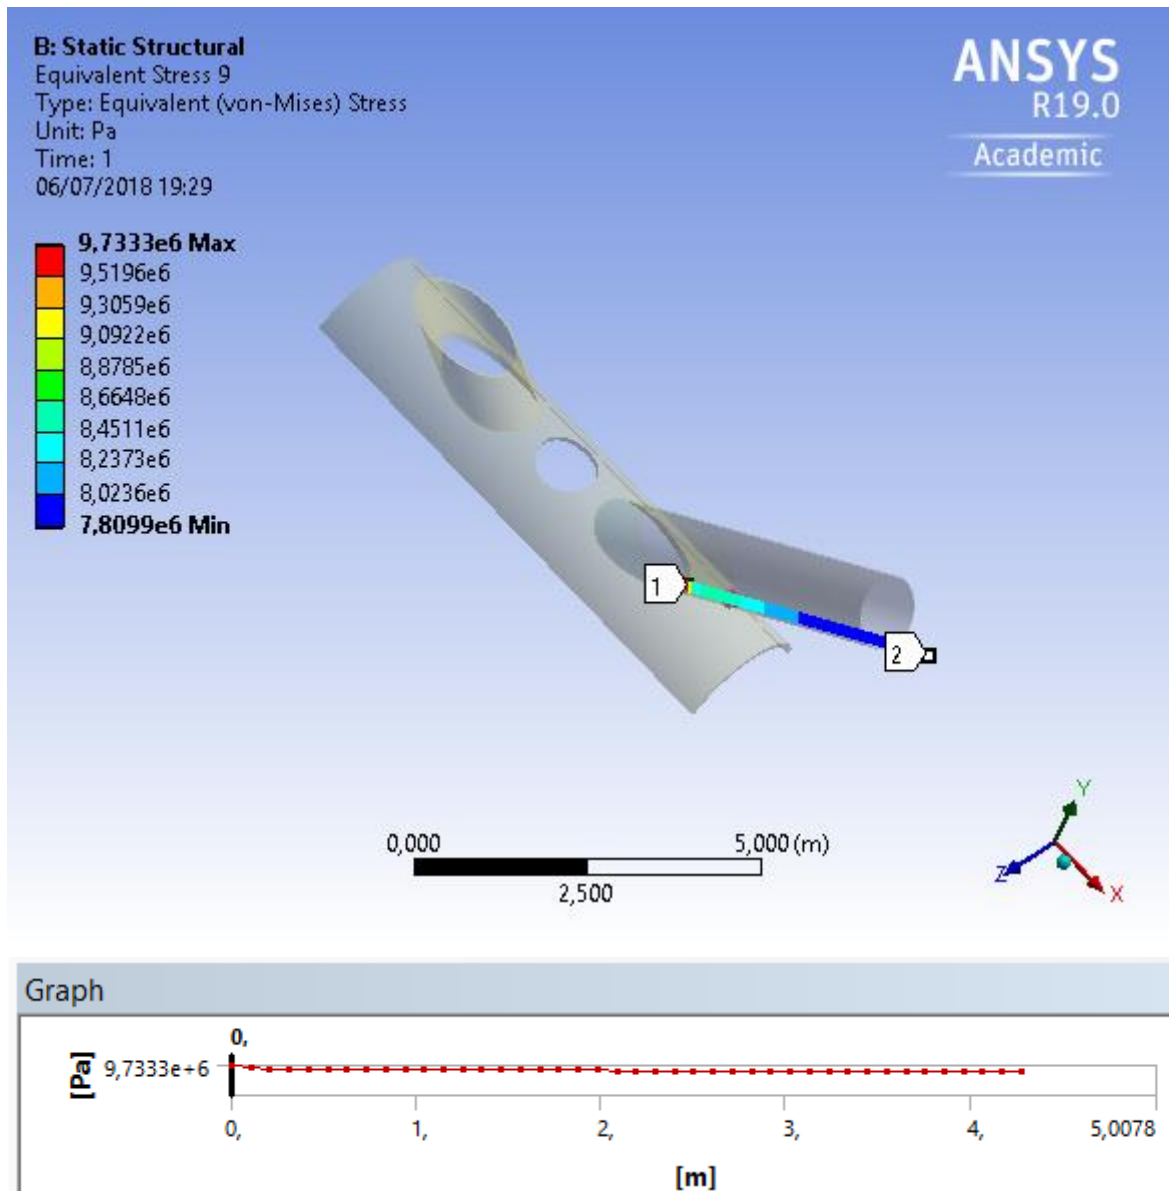 B: Static Structural
Equivalent Stress 9
Type: Equivalent (von-Mises) Stress
Unit: Pa
Time: 1
06/07/2018 19:29
ANSYS
R19.0
Academic
9,7333e6 Max
9,5196e6
9,3059e6
9,0922e6
8,8785e6
8,6648e6
8,4511e6
8,2373e6
8,0236e6
7,8099e6 Min
1
2
0,000
5,000 (m)
2,500
Y
Z
X
Graph
0,
[Pa]
9,7333e+6
0,
1,
2,
3,
4,
5,0078
[m]